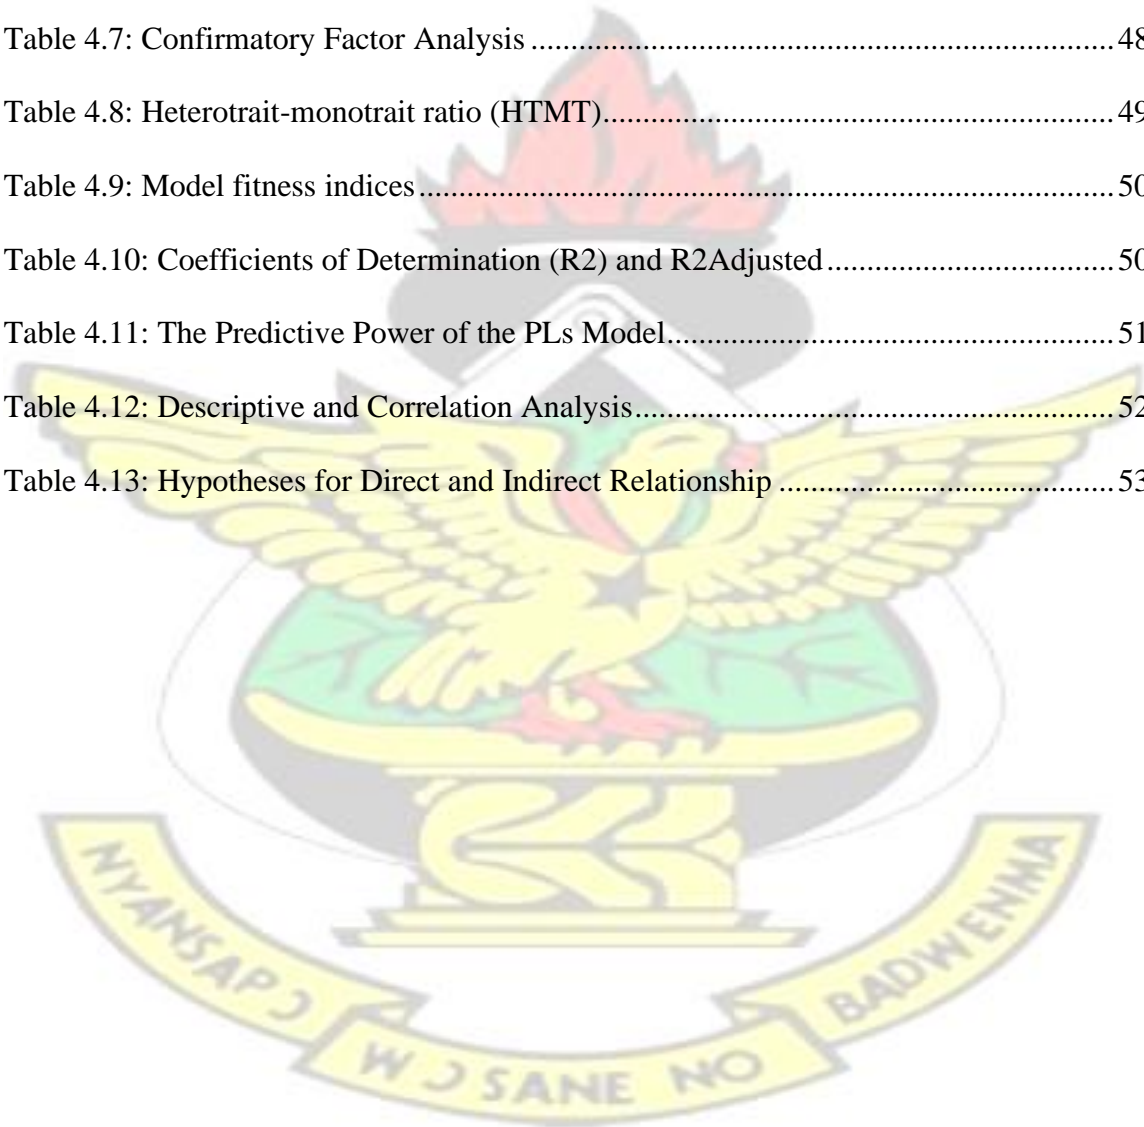 Table 4.7: Confirmatory Factor Analysis ........ 48
Table 4.8: Heterotrait-monotrait ratio (HTMT)........ 49
Table 4.9: Model fitness indices ........ 50
Table 4.10: Coefficients of Determination (R2) and R2Adjusted ........ 50
Table 4.11: The Predictive Power of the PLs Model........ 51
Table 4.12: Descriptive and Correlation Analysis........ 52
Table 4.13: Hypotheses for Direct and Indirect Relationship ........ 53
NYANSAPƆ WƆSANE NO BADWENMA